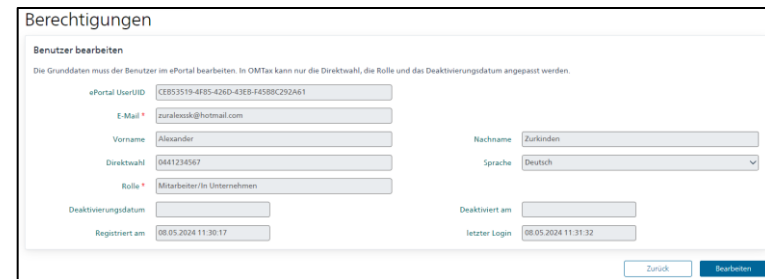 Berechtigungen
Benutzer bearbeiten
Die Grunddaten muss der Benutzer im ePortal bearbeiten. In OMTax kann nur die Direktwahl, die Rolle und das Deaktivierungsdatum angepasst werden.
ePortal UserUID CE853519-4F85-426D-43EB-F4588C292A61
E-Mail * zuralexssk@hotmail.com
Vorname Alexander Nachname Zurkinden
Direktwahl 0441234567 Sprache Deutsch
Rolle * Mitarbeiter/In Unternehmen
Deaktivierungsdatum Deaktiviert am
Registriert am 08.05.2024 11:30:17 letzter Login 08.05.2024 11:31:32
Zurück Bearbeiten